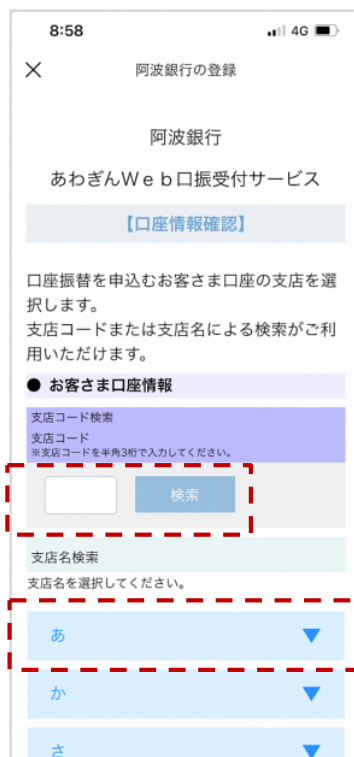 8:58
4G
阿波銀行の登録
阿波銀行
あわぎんWeb口振受付サービス
【口座情報確認】
口座振替を申込むお客さま口座の支店を選
択します。
支店コードまたは支店名による検索がご利
用いただけます。
● お客さま口座情報
支店コード検索
支店コード
※支店コードを半角3桁で入力してください。
検索
支店名検索
支店名を選択してください。
あ
か
さ